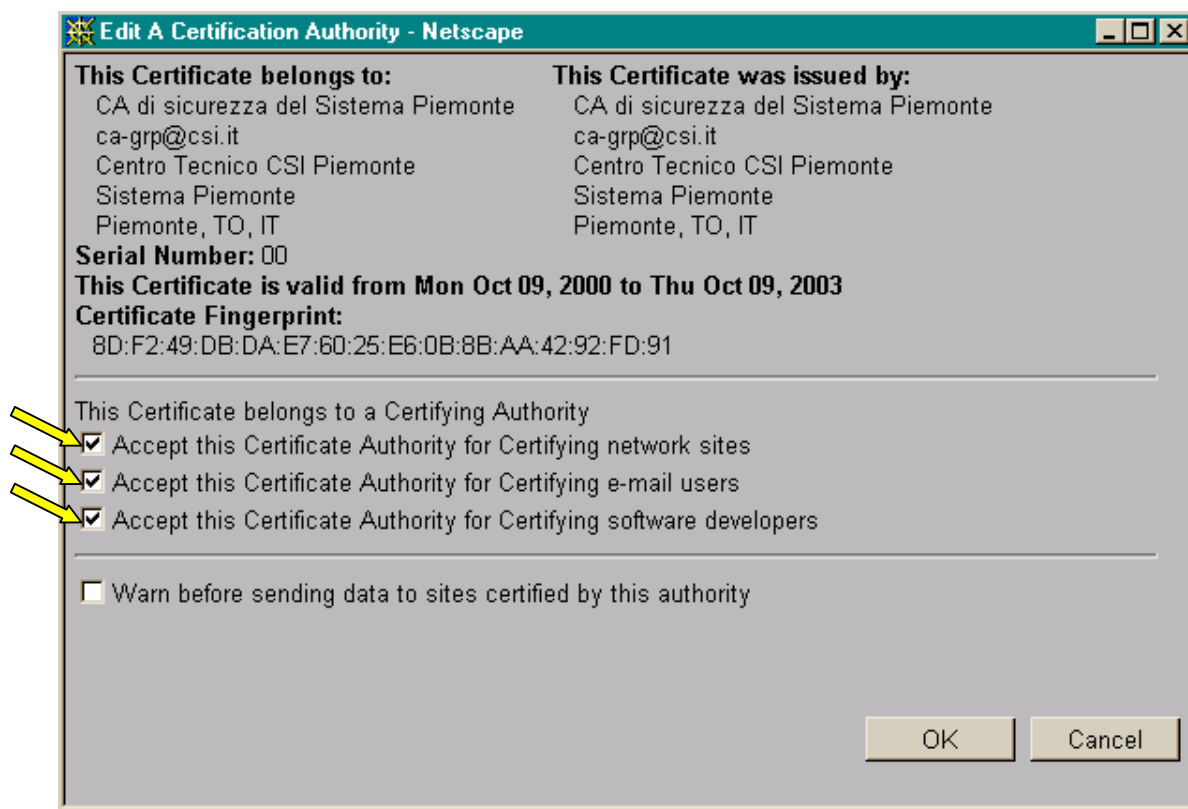 Edit A Certification Authority - Netscape
This Certificate belongs to:
CA di sicurezza del Sistema Piemonte
ca-grp@csi.it
Centro Tecnico CSI Piemonte
Sistema Piemonte
Piemonte, TO, IT
This Certificate was issued by:
CA di sicurezza del Sistema Piemonte
ca-grp@csi.it
Centro Tecnico CSI Piemonte
Sistema Piemonte
Piemonte, TO, IT
Serial Number: 00
This Certificate is valid from Mon Oct 09, 2000 to Thu Oct 09, 2003
Certificate Fingerprint:
8D:F2:49:DB:DA:E7:60:25:E6:0B:8B:AA:42:92:FD:91
This Certificate belongs to a Certifying Authority
Accept this Certificate Authority for Certifying network sites
Accept this Certificate Authority for Certifying e-mail users
Accept this Certificate Authority for Certifying software developers
Warn before sending data to sites certified by this authority
OK
Cancel